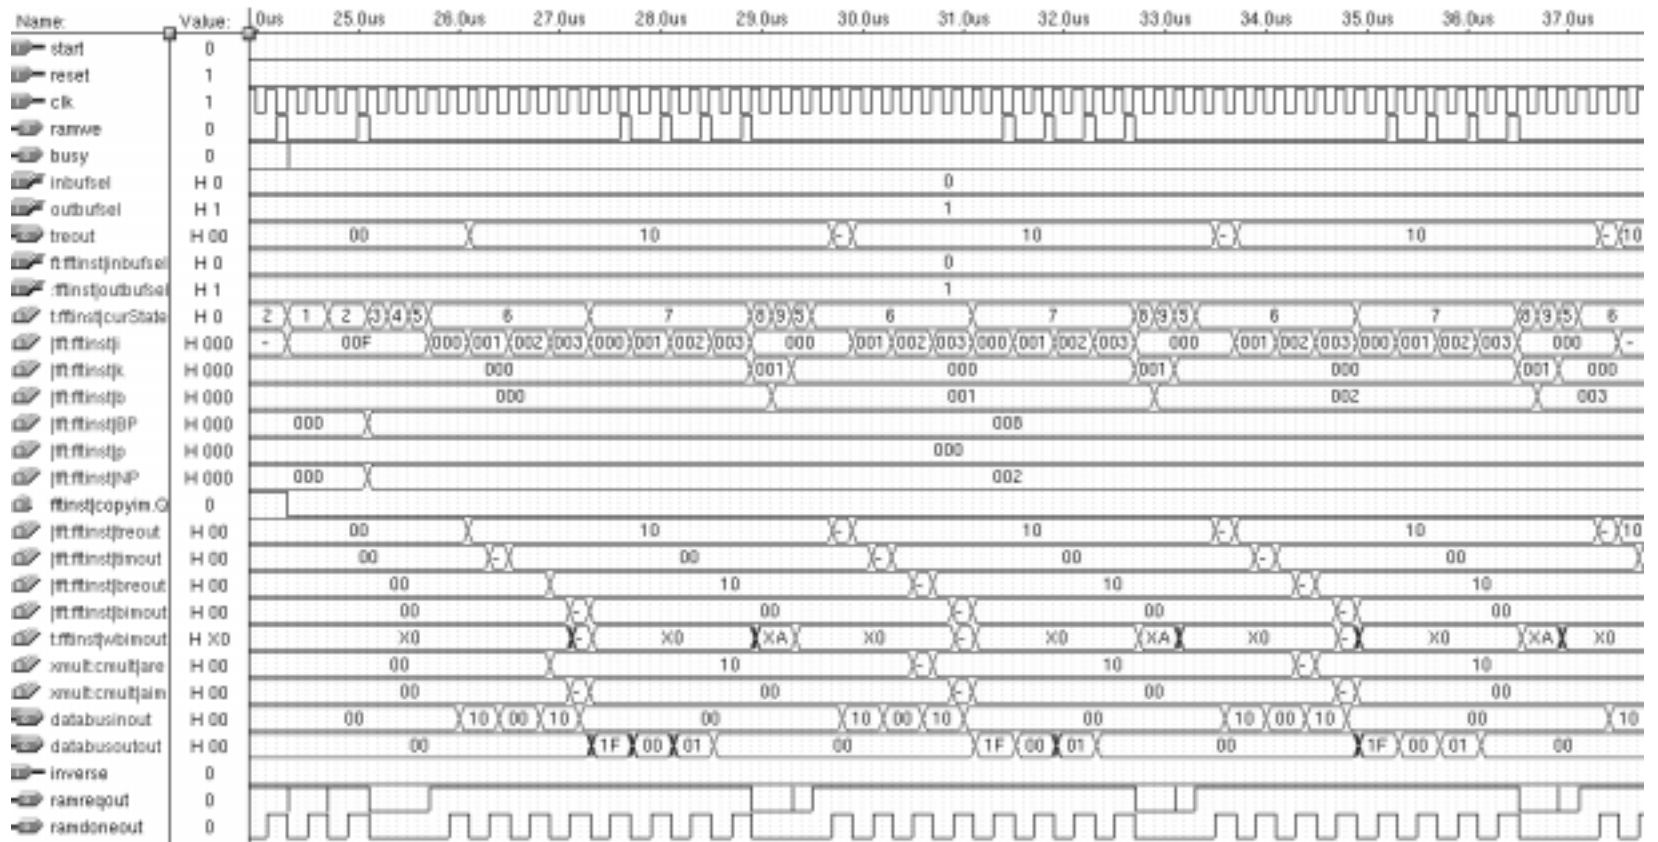 Name: Value: 0us 25.0us 26.0us 27.0us 28.0us 29.0us 30.0us 31.0us 32.0us 33.0us 34.0us 35.0us 36.0us 37.0us
start 0
reset 1
clk 1
ramwe 0
busy 0
inbufsel H 0 0
outbufsel H 1 1
treout H 00 00 10 - 10 - 10 - 10
ft:fftinst|inbufsel H 0 0
:fftinst|outbufsel H 1 1
t:fftinst|curState H 0 2 1 2 3 4 5 6 7 8 9 5 6 7 8 9 5 6 7 8 9 5 6
|fft:fftinst|i H 000 - 00F 000 001 002 003 000 001 002 003 000 001 002 003 000 001 002 003 000 001 002 003 000 001 002 003 000 -
|fft:fftinst|k H 000 000 001 000 001 000 001 000
|fft:fftinst|b H 000 000 001 002 003
|fft:fftinst|BP H 000 000 008
|fft:fftinst|p H 000 000
|fft:fftinst|NP H 000 000 002
fftinst|copyim.Q 0
|fft:fftinst|treout H 00 00 10 - 10 - 10 - 10
|fft:fftinst|timout H 00 00 - 00 - 00 - 00
|fft:fftinst|breout H 00 00 10 - 10 - 10
|fft:fftinst|bimout H 00 00 - 00 - 00 - 00
t:fftinst|wbimout H X0 X0 - X0 XA X0 - X0 XA X0 - X0 XA X0
xmult:cmult|are H 00 00 10 - 10 - 10
xmult:cmult|aim H 00 00 - 00 - 00 - 00
databusinout H 00 00 10 00 10 00 10 00 10 00 10 00 10 00 10
databusoutout H 00 00 1F 00 01 00 1F 00 01 00 1F 00 01 00
inverse 0
ramreqout 0
ramdoneout 0